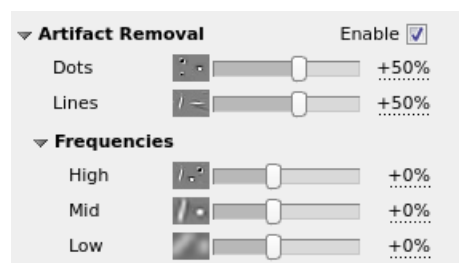 Artifact Removal Enable
Dots +50%
Lines +50%
Frequencies
High +0%
Mid +0%
Low +0%